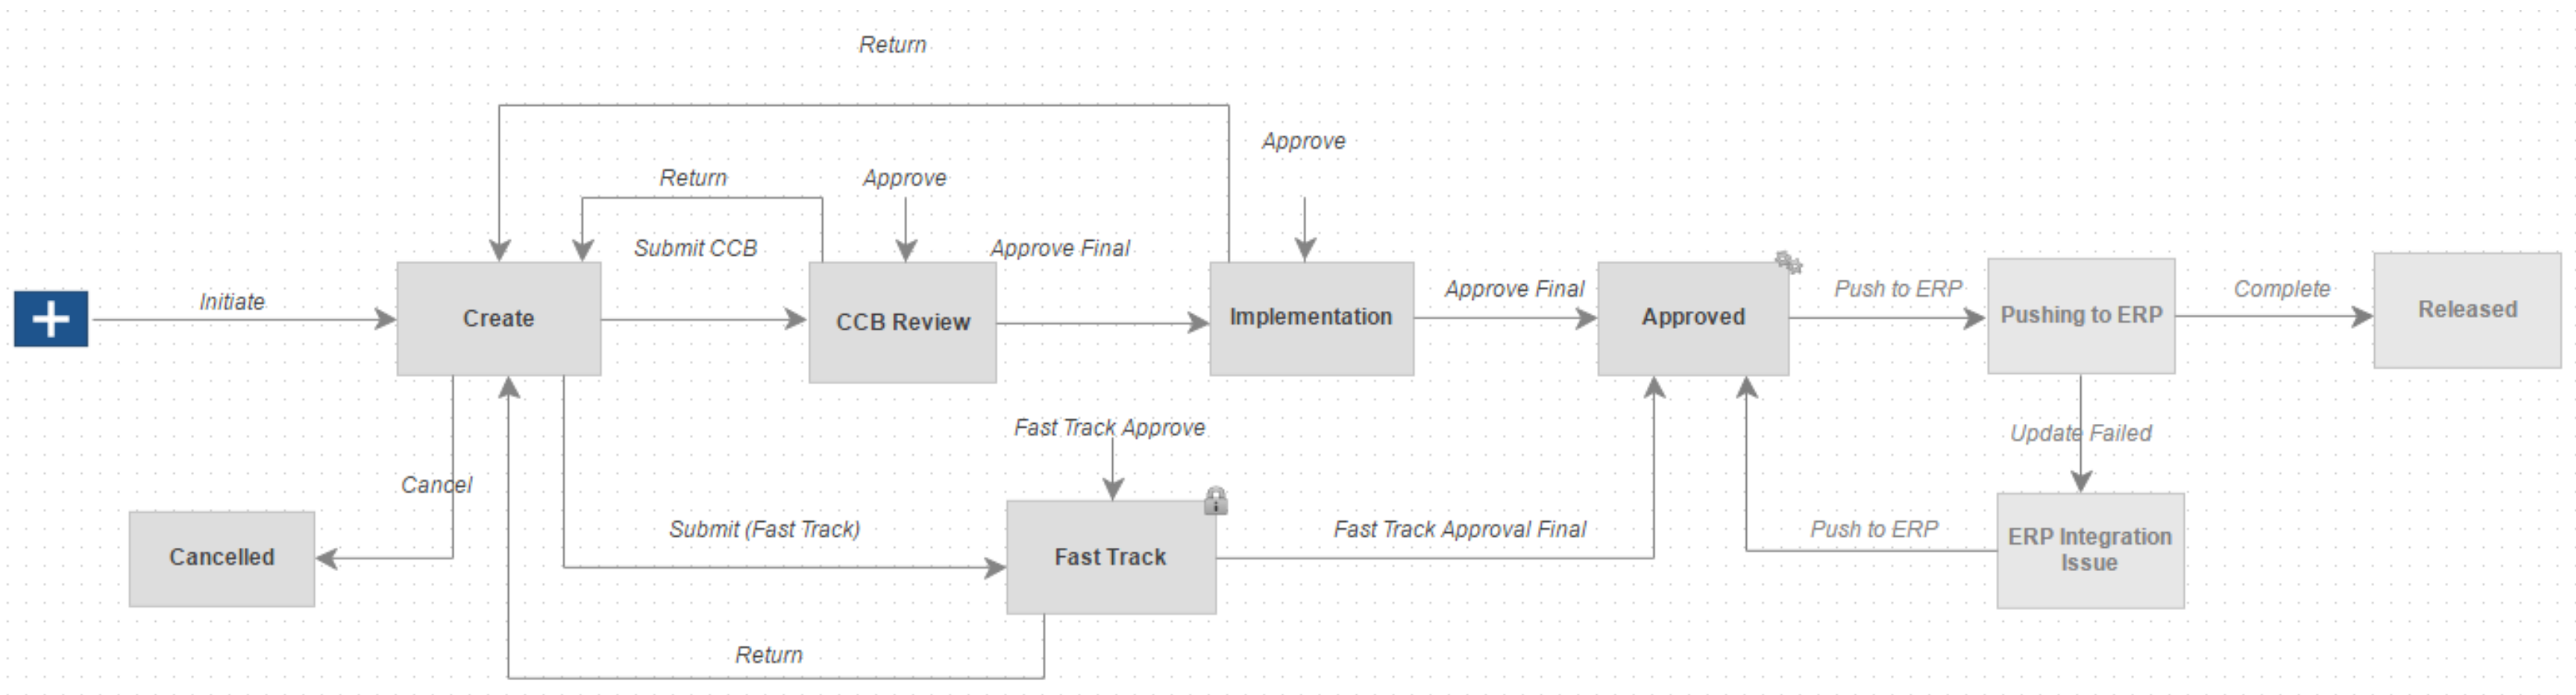 Return
Approve
Return
Approve
Submit CCB
Approve Final
Initiate
Create
CCB Review
Implementation
Approve Final
Approved
Push to ERP
Pushing to ERP
Complete
Released
Fast Track Approve
Update Failed
Cancel
Cancelled
Submit (Fast Track)
Fast Track
Fast Track Approval Final
Push to ERP
ERP Integration
Issue
Return